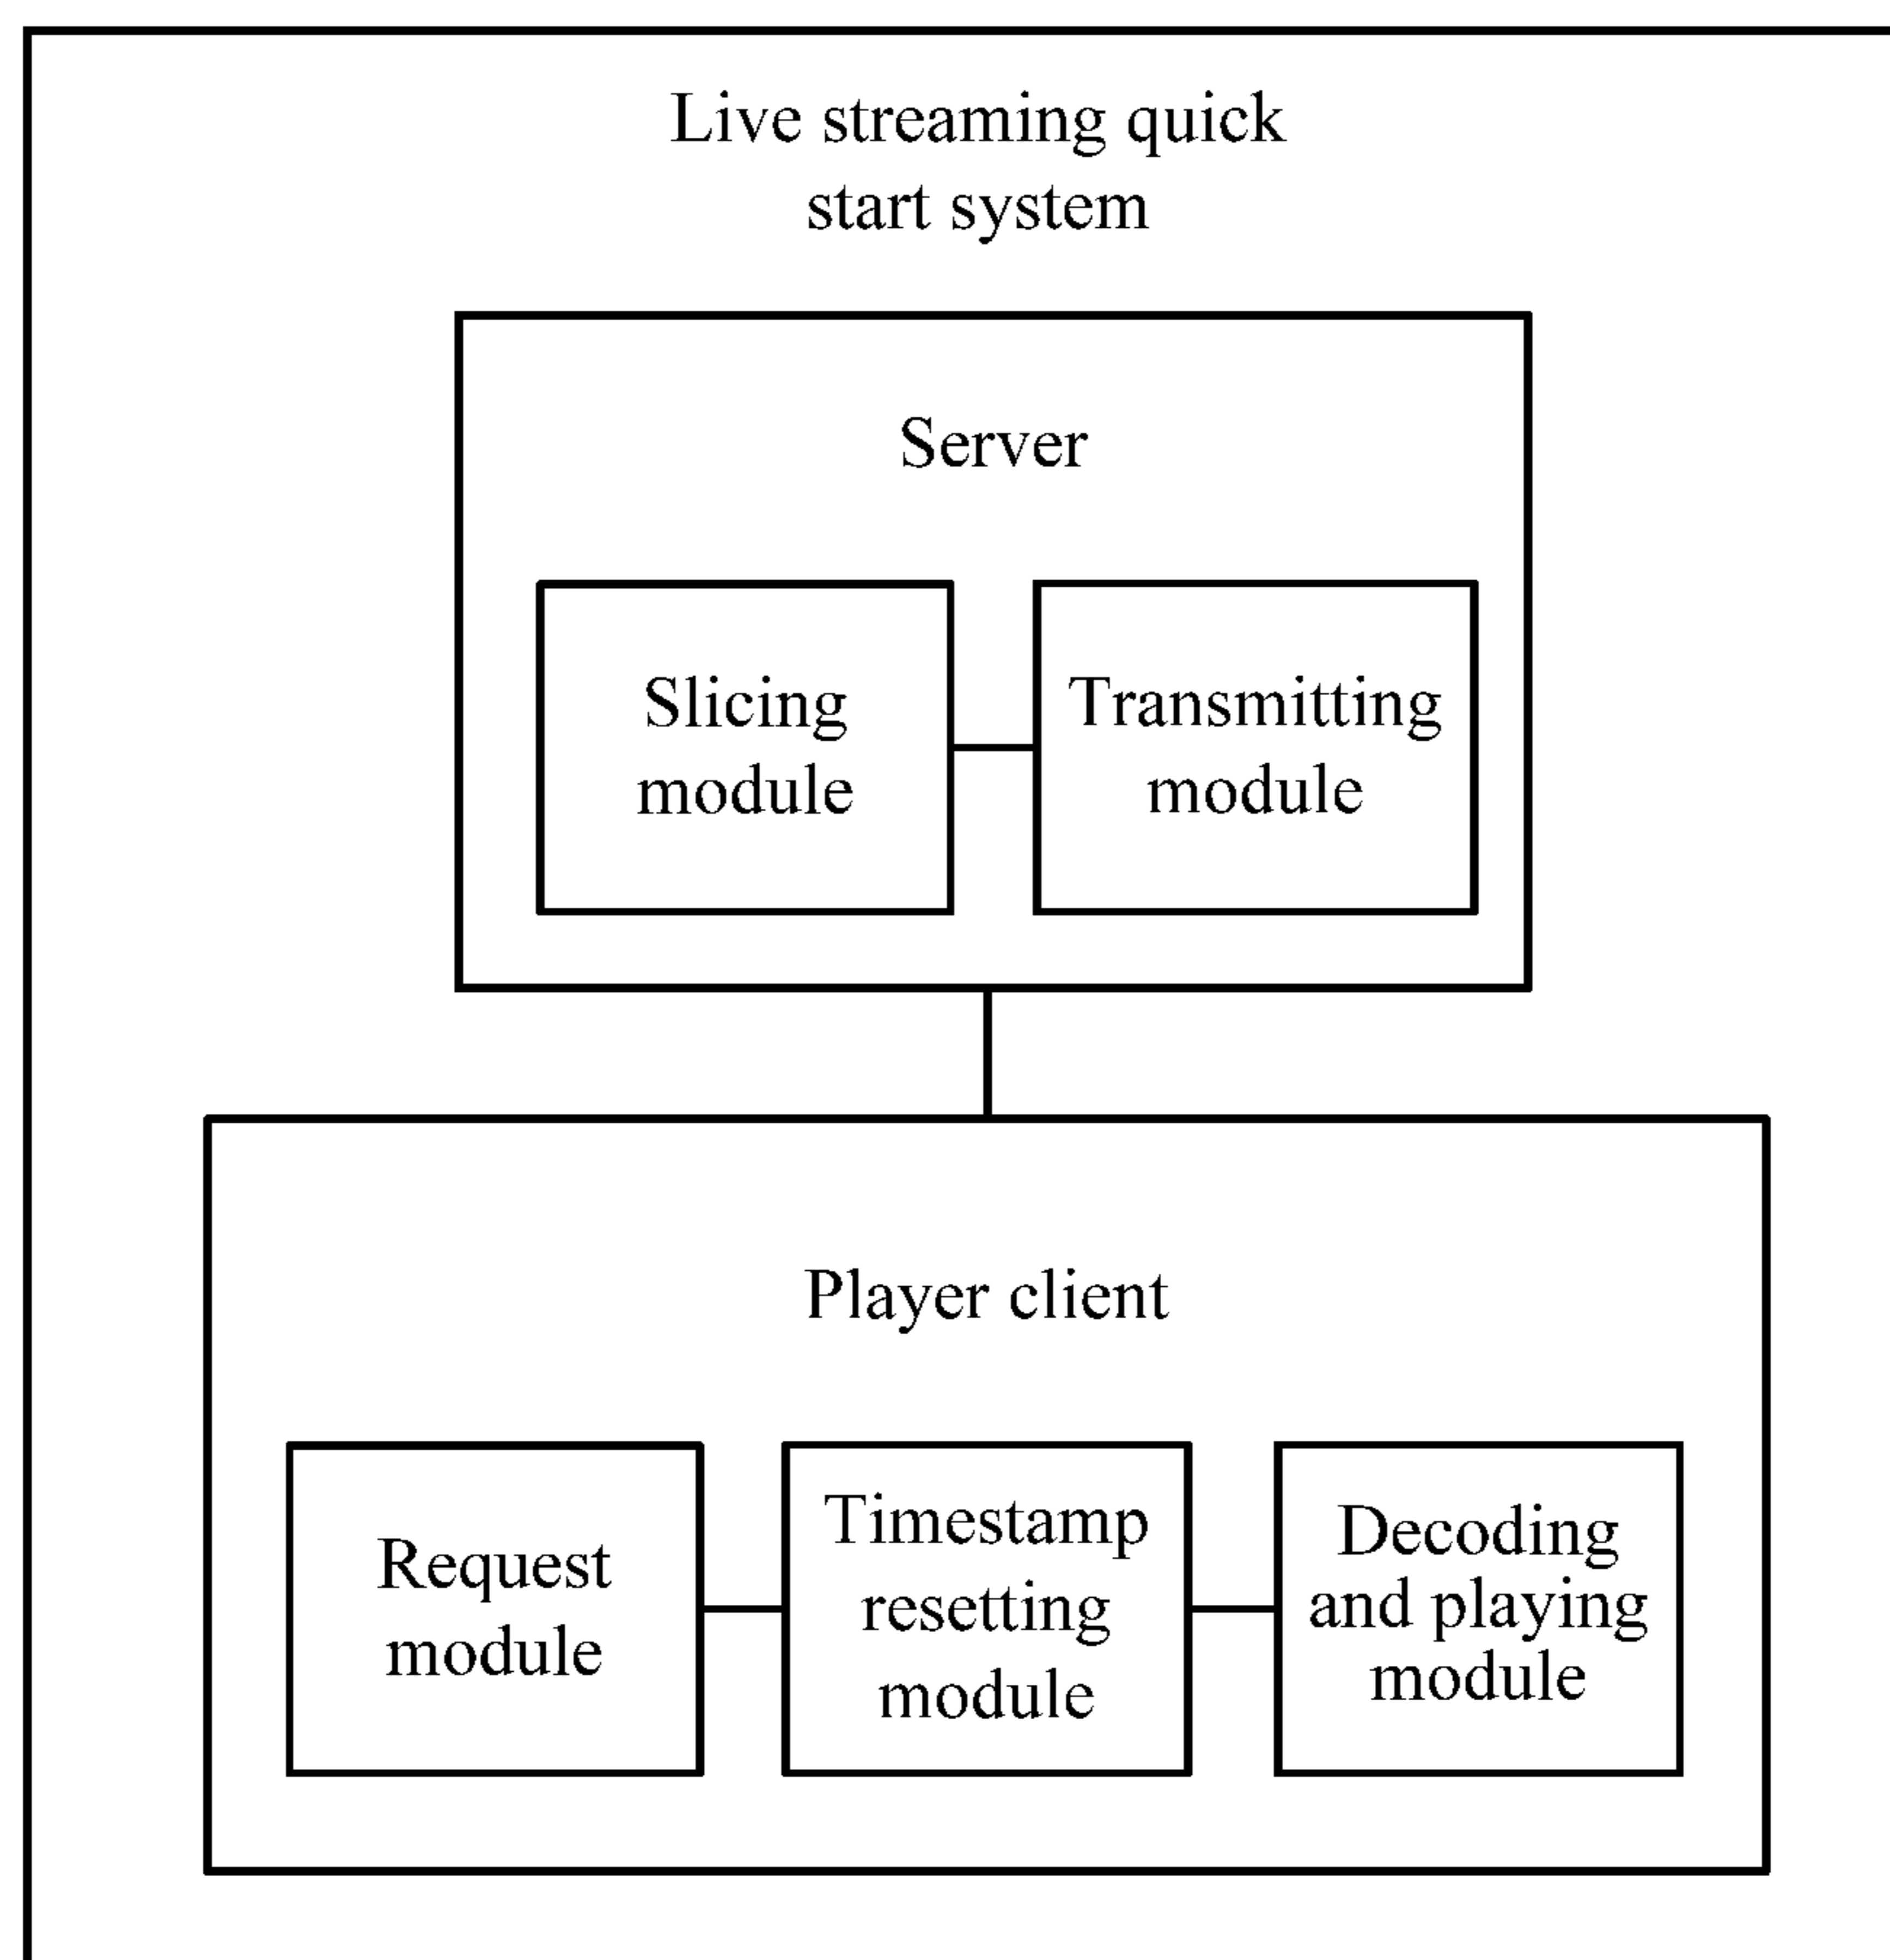 Live streaming quick
start system
Server
Slicing
module
Transmitting
module
Player client
Request
module
Timestamp
resetting
module
Decoding
and playing
module